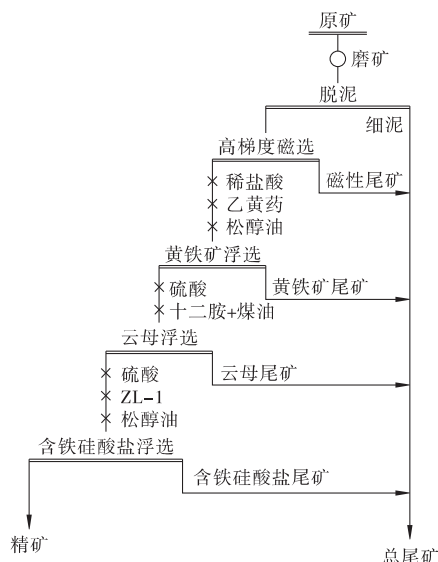 原矿
磨矿
脱泥
细泥
高梯度磁选
稀盐酸
磁性尾矿
乙黄药
松醇油
黄铁矿浮选
硫酸
黄铁矿尾矿
十二胺+煤油
云母浮选
硫酸
云母尾矿
ZL-1
松醇油
含铁硅酸盐浮选
含铁硅酸盐尾矿
精矿
总尾矿